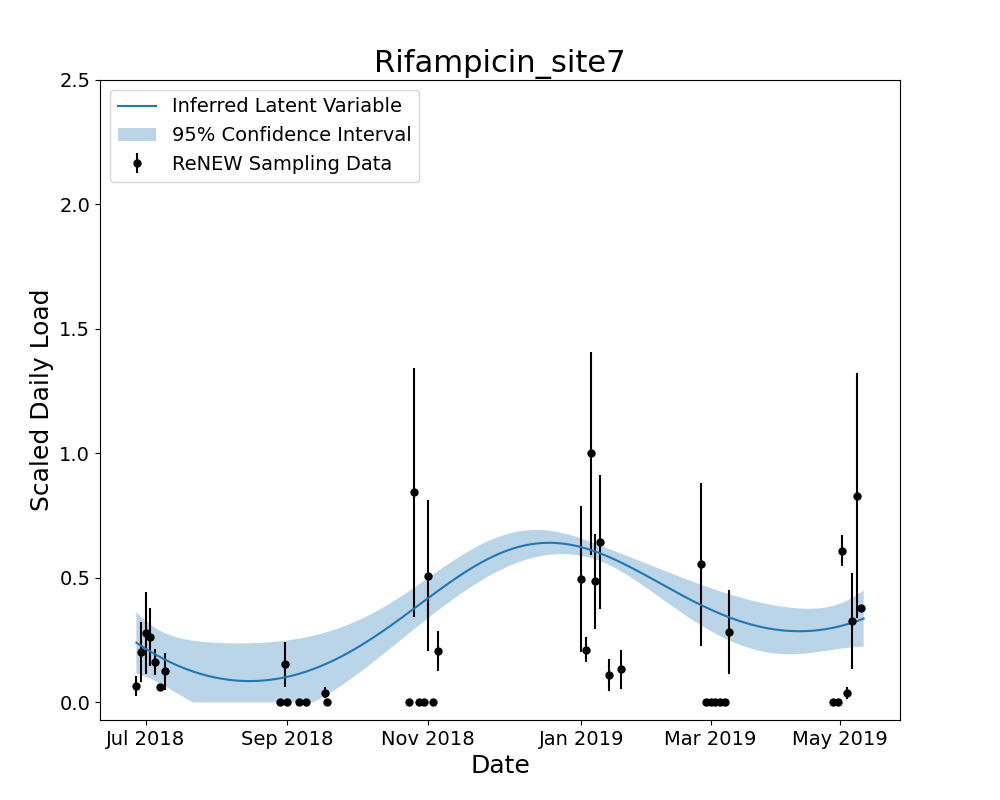 Rifampicin_site7
Inferred Latent Variable
95% Confidence Interval
ReNEW Sampling Data
Scaled Daily Load
2.5
2.0
1.5
1.0
0.5
0.0
Jul 2018 Sep 2018 Nov 2018 Jan 2019 Mar 2019 May 2019
Date